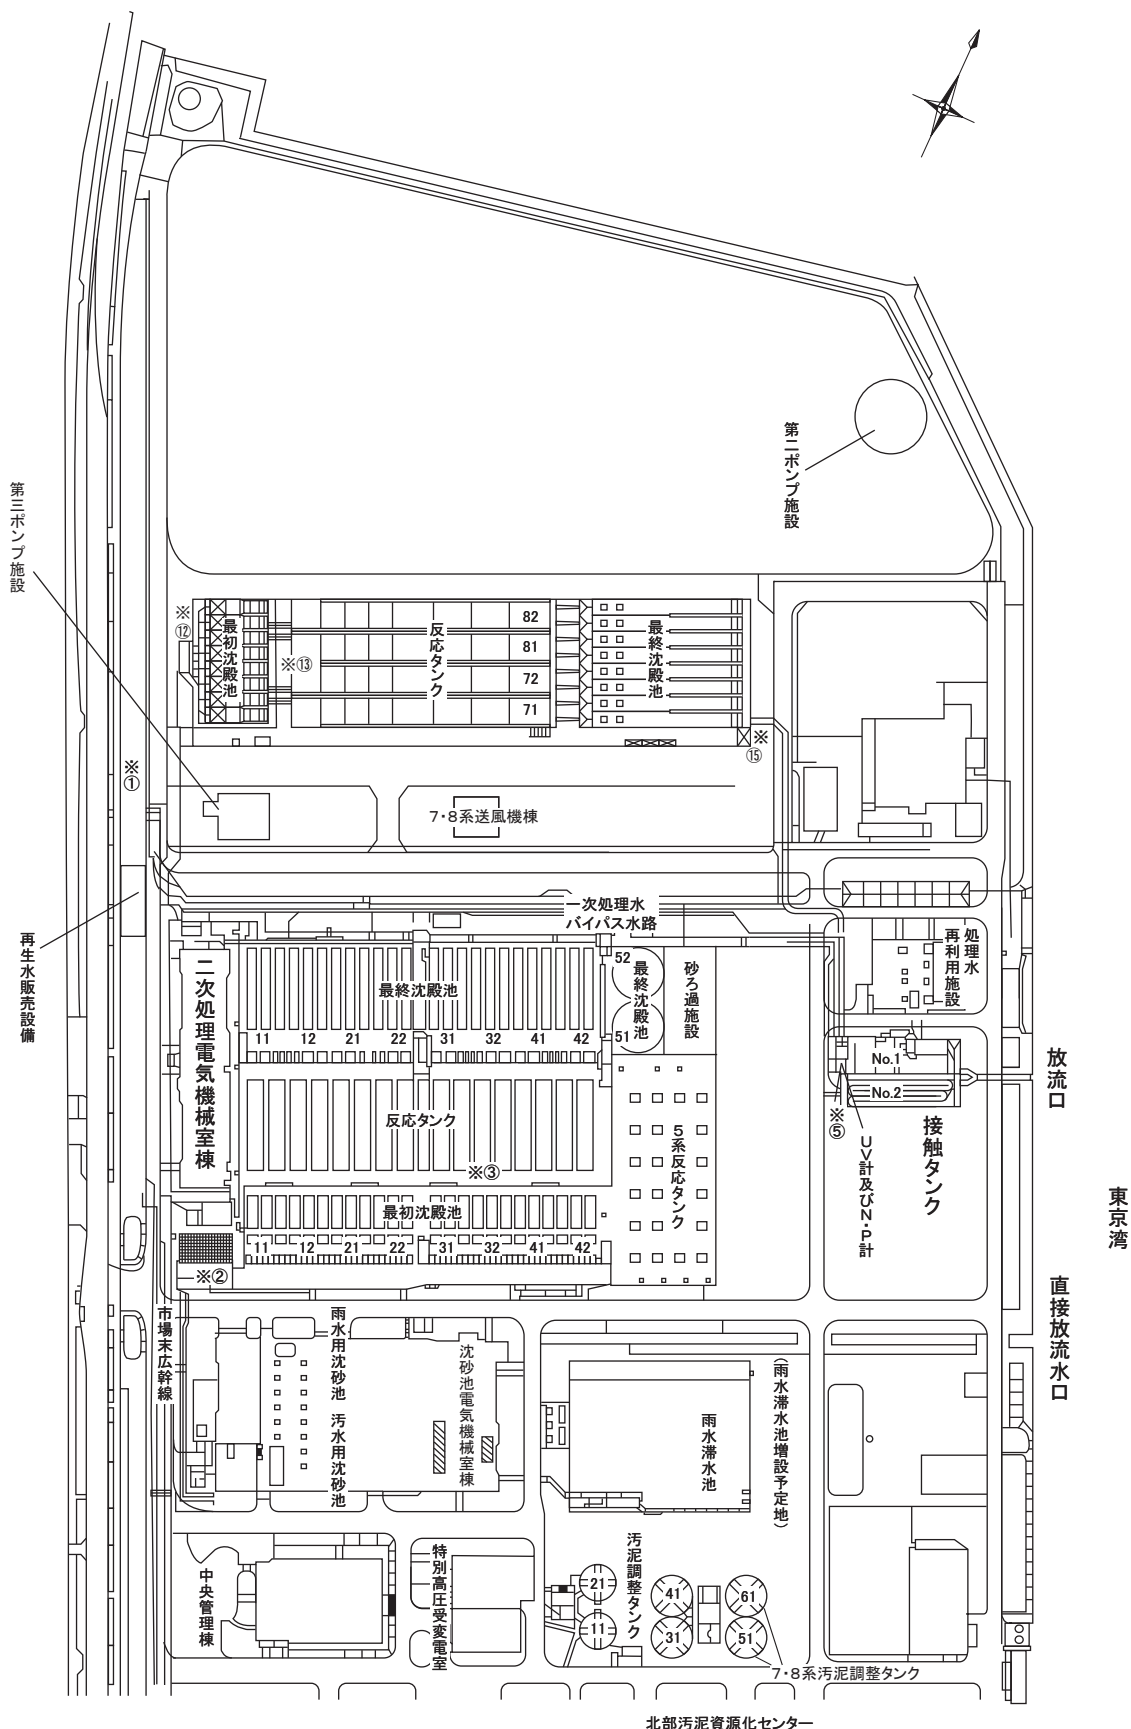 第二ポンプ施設
第三ポンプ施設
※
⑫
最初沈殿池
※⑬
反応タンク
82
81
72
71
最終沈殿池
※
⑮
※
①
7・8系送風機棟
一次処理水
バイパス水路
再生水販売設備
二次処理電気機械室棟
最終沈殿池
11 12 21 22 31 32 41 42
52
最終沈殿池
51
砂ろ過施設
処理水
再利用施設
No.1
No.2
※
⑤
UV計及びN・P計
接触タンク
放流口
反応タンク
※③
5系反応タンク
最初沈殿池
11 12 21 22 31 32 41 42
※②
東京湾
直接放流水口
市場末広幹線
雨水用沈砂池
汚水用沈砂池
沈砂池電気機械室棟
雨水滞水池
(雨水滞水池増設予定地)
中央管理棟
特別高圧受変電室
汚泥調整タンク
21
11
41
31
61
51
7・8系汚泥調整タンク
北部汚泥資源化センター